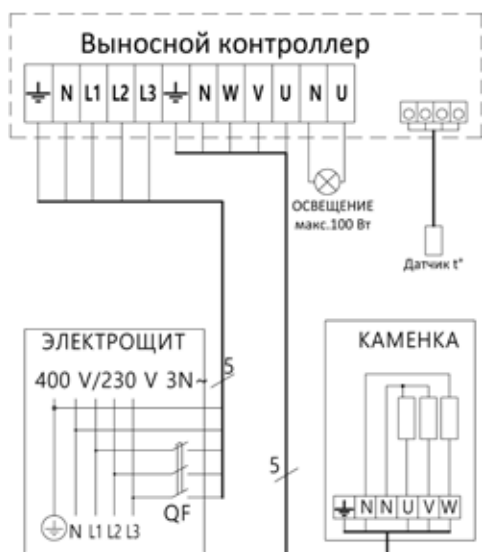 Выносной контроллер
N L1 L2 L3 N W V U N U
ОСВЕЩЕНИЕ
макс.100 Вт
Датчик t°
ЭЛЕКТРОЩИТ
400 V/230 V 3N~
5
QF
N L1 L2 L3
5
КАМЕНКА
N N U V W